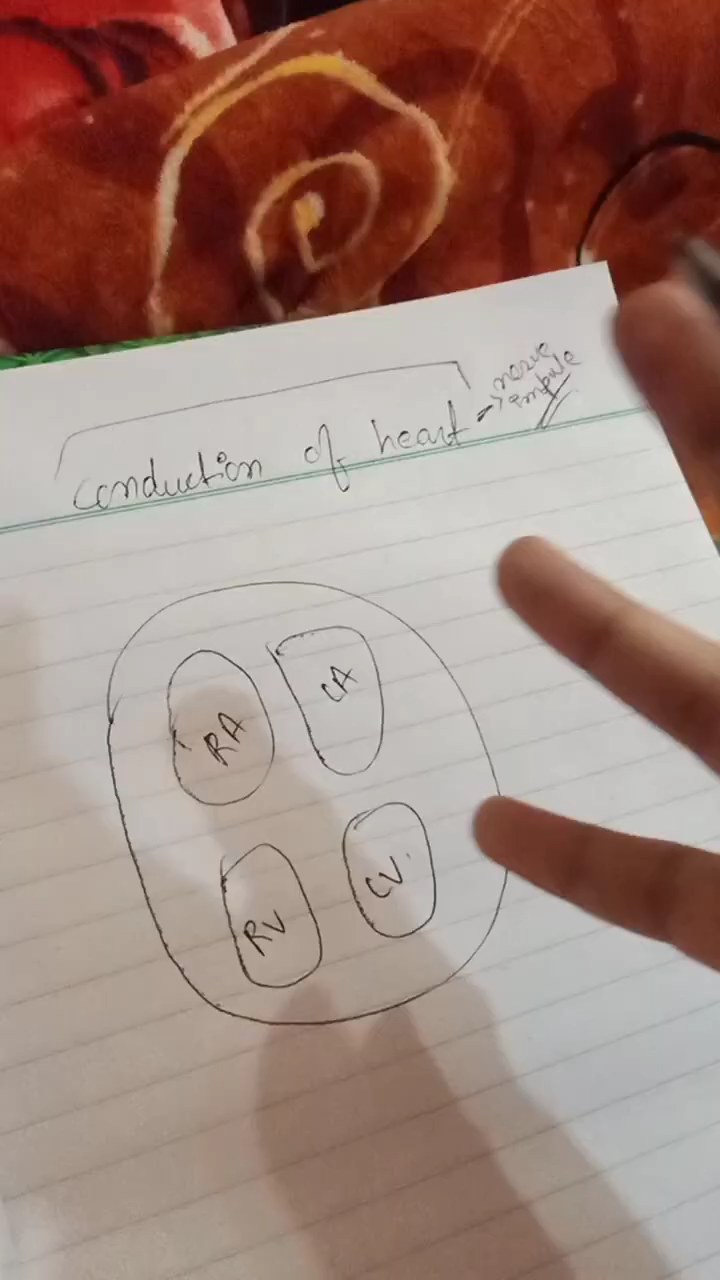 conduction of heart → nerve
impulse
RA LA
RV LV